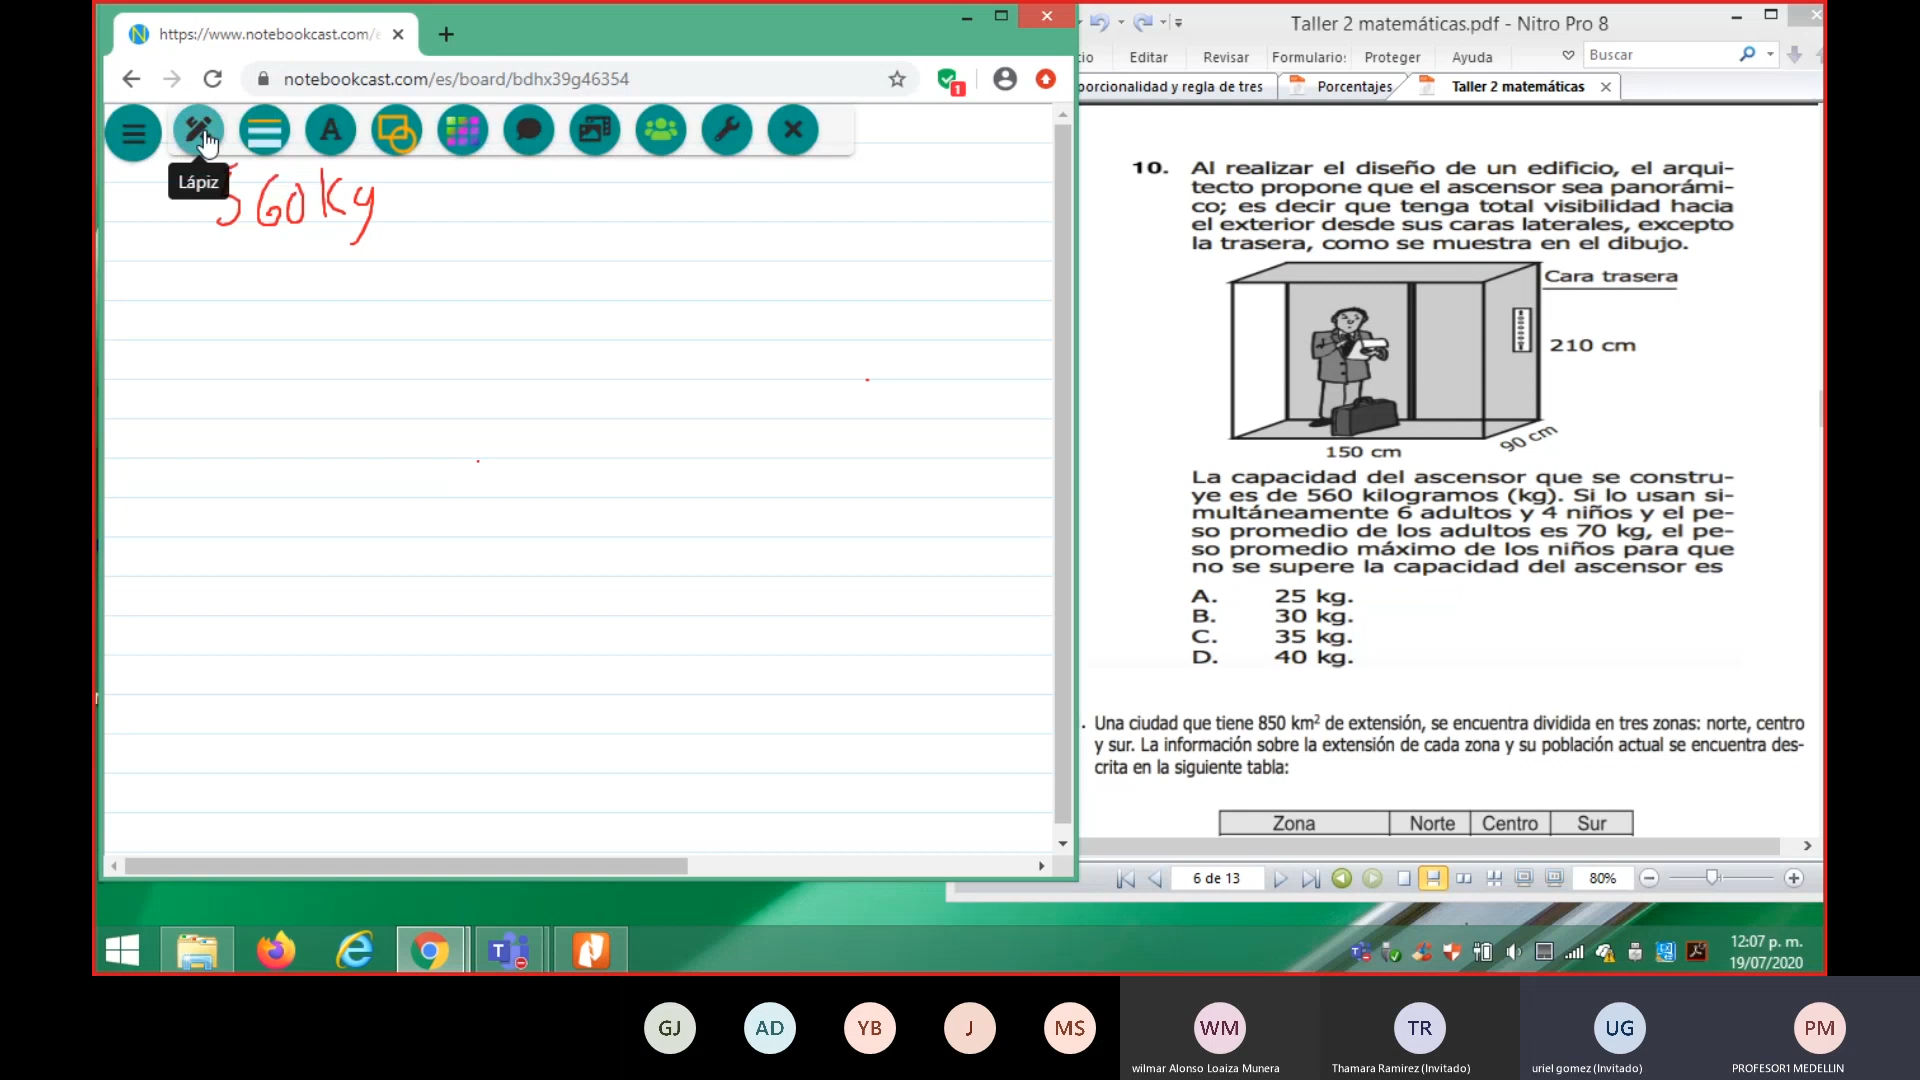 https://www.notebookcast.com/e
notebookcast.com/es/board/bdhx39g46354
1
A
Lápiz
560 Kg
Taller 2 matemáticas.pdf - Nitro Pro 8
cio Editar Revisar Formulario: Proteger Ayuda Buscar
porcionalidad y regla de tres Porcentajes Taller 2 matemáticas
10. Al realizar el diseño de un edificio, el arqui-
tecto propone que el ascensor sea panorámi-
co; es decir que tenga total visibilidad hacia
el exterior desde sus caras laterales, excepto
la trasera, como se muestra en el dibujo.
Cara trasera
210 cm
90 cm
150 cm
La capacidad del ascensor que se constru-
ye es de 560 kilogramos (kg). Si lo usan si-
multáneamente 6 adultos y 4 niños y el pe-
so promedio de los adultos es 70 kg, el pe-
so promedio máximo de los niños para que
no se supere la capacidad del ascensor es
A. 25 kg.
B. 30 kg.
C. 35 kg.
D. 40 kg.
. Una ciudad que tiene 850 km² de extensión, se encuentra dividida en tres zonas: norte, centro
y sur. La información sobre la extensión de cada zona y su población actual se encuentra des-
crita en la siguiente tabla:
Zona Norte Centro Sur
6 de 13 80%
12:07 p. m.
19/07/2020
GJ AD YB J MS WM TR UG PM
wilmar Alonso Loaiza Munera Thamara Ramirez (Invitado) uriel gomez (Invitado) PROFESOR1 MEDELLIN